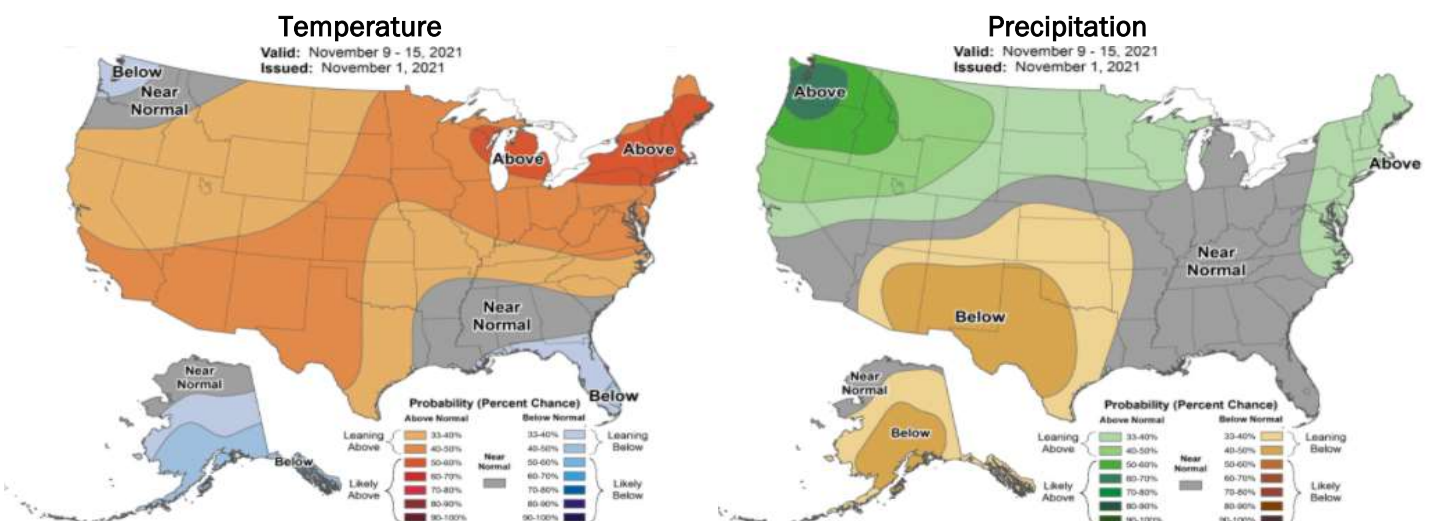 Temperature
Valid: November 9 - 15, 2021
Issued: November 1, 2021
Below
Near
Normal
Above
Above
Near
Normal
Below
Near
Normal
Below
Probability (Percent Chance)
Above Normal
Below Normal
Leaning
Above
33-40%
40-50%
Likely
Above
50-60%
60-70%
70-80%
80-90%
90-100%
Near
Normal
33-40%
40-50%
Leaning
Below
50-60%
60-70%
70-80%
80-90%
90-100%
Likely
Below
Precipitation
Valid: November 9 - 15, 2021
Issued: November 1, 2021
Above
Above
Near
Normal
Below
Near
Normal
Below
Probability (Percent Chance)
Above Normal
Below Normal
Leaning
Above
33-40%
40-50%
Likely
Above
50-60%
60-70%
70-80%
80-90%
90-100%
Near
Normal
33-40%
40-50%
Leaning
Below
50-60%
60-70%
70-80%
80-90%
90-100%
Likely
Below